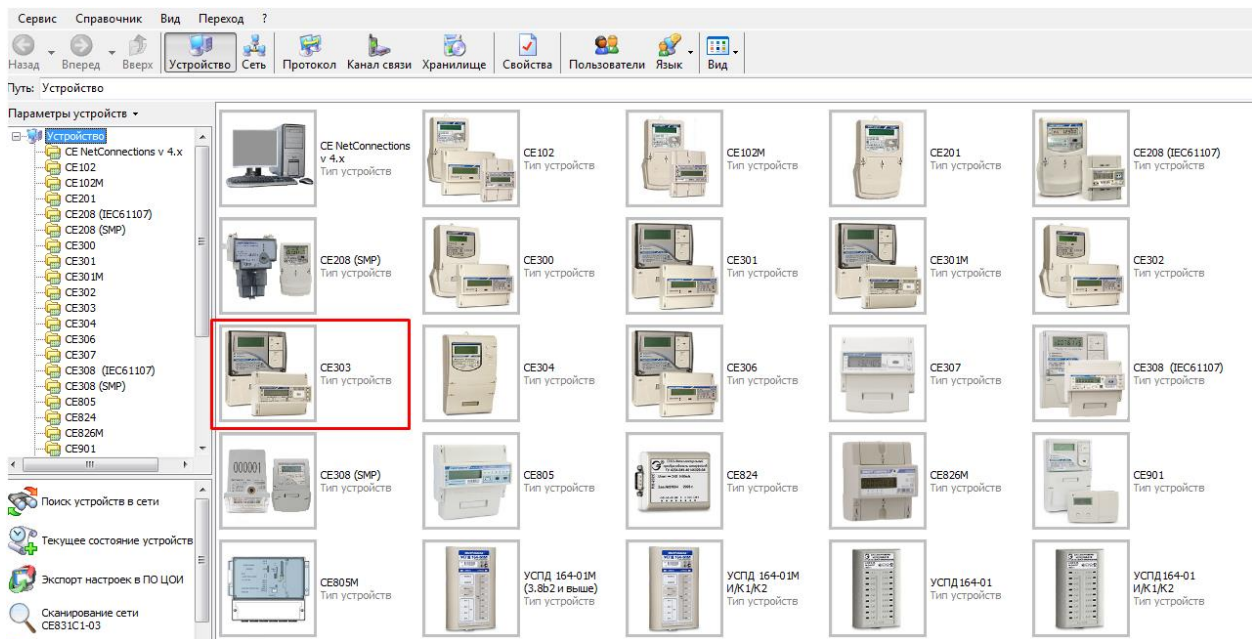 Сервис Справочник Вид Переход ?
Назад Вперед Вверх Устройство Сеть Протокол Канал связи Хранилище Свойства Пользователи Язык Вид
Путь: Устройство
Параметры устройств
Устройство
CE NetConnections v 4.x
CE102
CE102M
CE201
CE208 (IEC61107)
CE208 (SMP)
CE300
CE301
CE301M
CE302
CE303
CE304
CE306
CE307
CE308 (IEC61107)
CE308 (SMP)
CE805
CE824
CE826M
CE901
Поиск устройств в сети
Текущее состояние устройств
Экспорт настроек в ПО ЦОИ
Сканирование сети
CE831C1-03
CE NetConnections
v 4.x
Тип устройств
CE102
Тип устройств
CE102M
Тип устройств
CE201
Тип устройств
CE208 (IEC61107)
Тип устройств
CE208 (SMP)
Тип устройств
CE300
Тип устройств
CE301
Тип устройств
CE301M
Тип устройств
CE302
Тип устройств
CE303
Тип устройств
CE304
Тип устройств
CE306
Тип устройств
CE307
Тип устройств
CE308 (IEC61107)
Тип устройств
000001
CE308 (SMP)
Тип устройств
CE805
Тип устройств
CE824
Тип устройств
CE826M
Тип устройств
CE901
Тип устройств
CE805M
Тип устройств
УСПД 164-01М
(3.8b2 и выше)
Тип устройств
УСПД 164-01М
И/К1/К2
Тип устройств
УСПД164-01
Тип устройств
УСПД164-01
И/К1/К2
Тип устройств